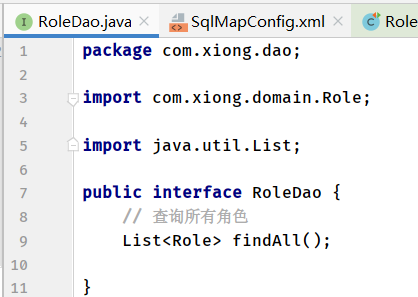 RoleDao.java × SqlMapConfig.xml × Role
1 package com.xiong.dao;
2
3 import com.xiong.domain.Role;
4
5 import java.util.List;
6
7 public interface RoleDao {
8 // 查询所有角色
9 List<Role> findAll();
10
11 }